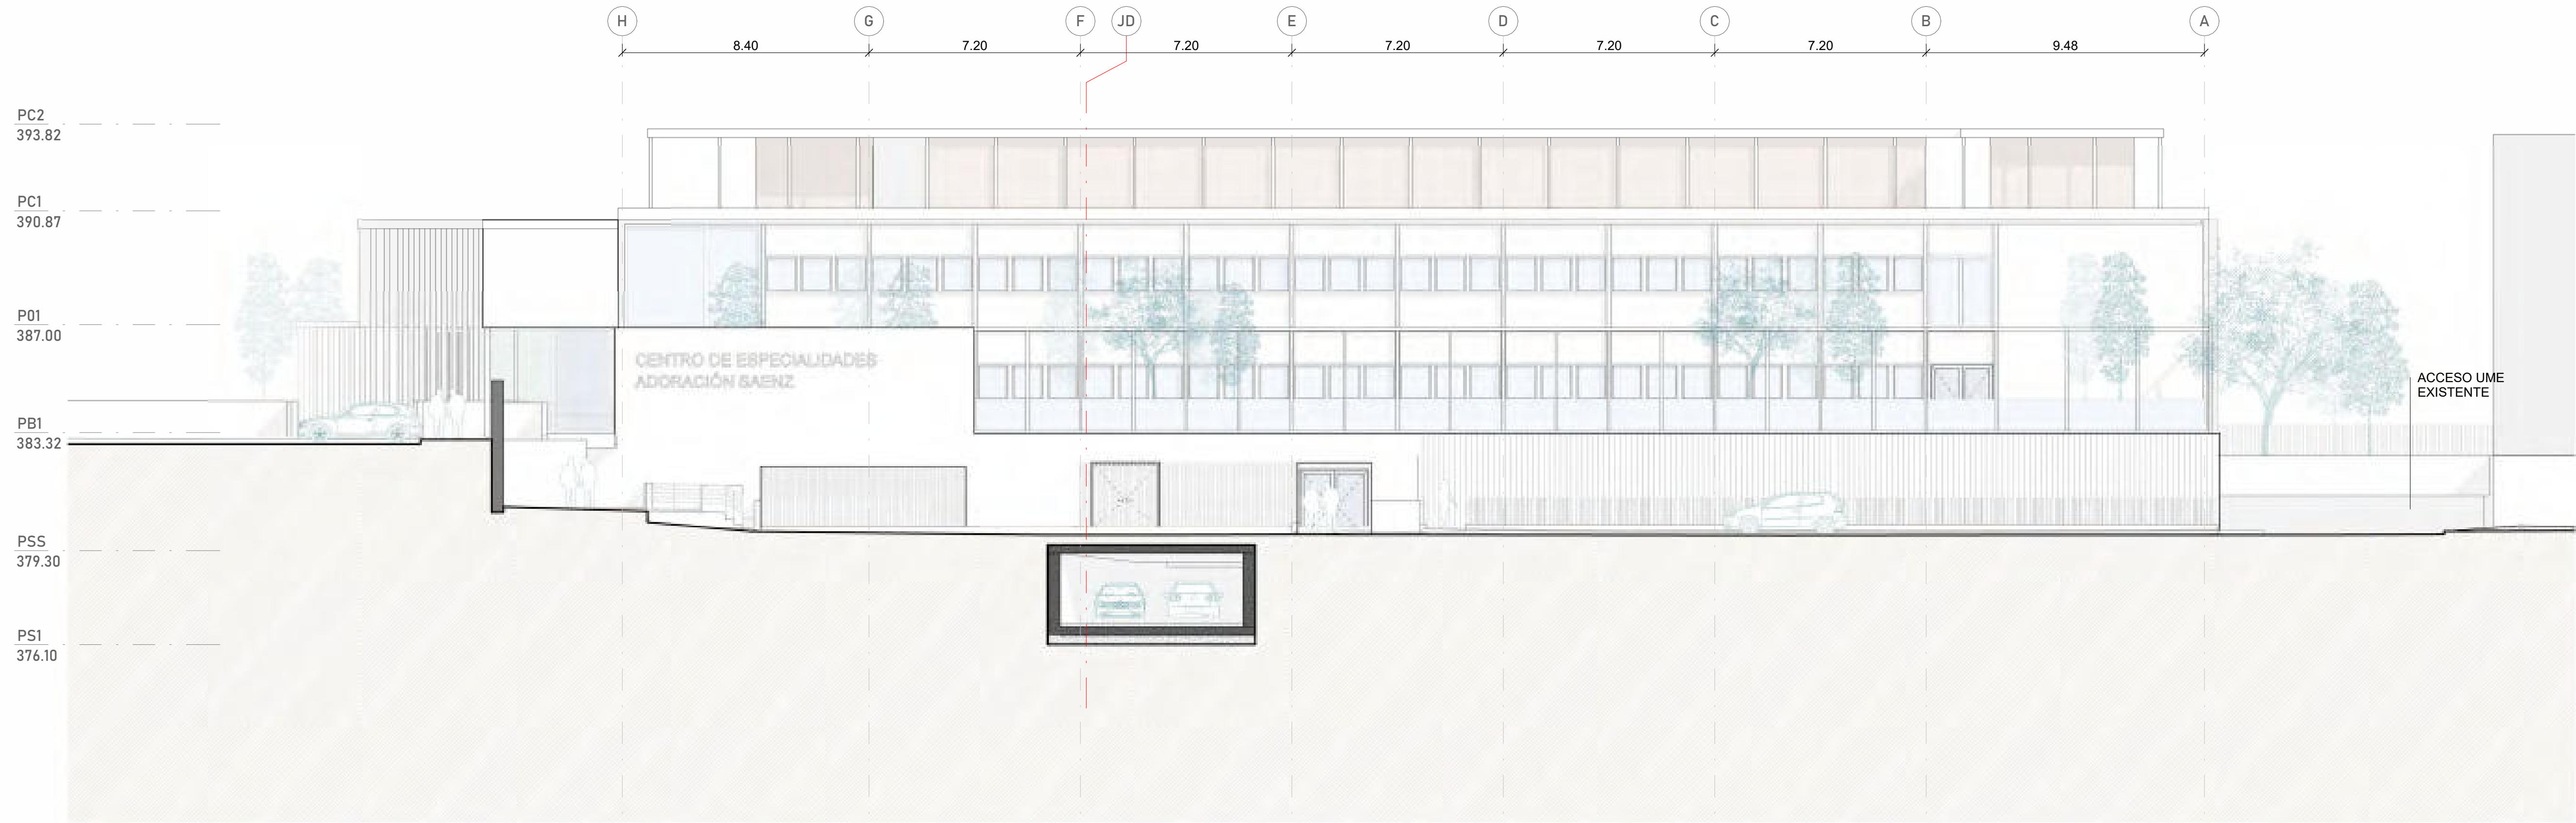 H G F JD E D C B A
8.40 7.20 7.20 7.20 7.20 7.20 9.48
PC2
393.82
PC1
390.87
P01
387.00
CENTRO DE ESPECIALIDADES
ADORACIÓN SAENZ
ACCESO UME
EXISTENTE
PB1
383.32
PSS
379.30
PS1
376.10